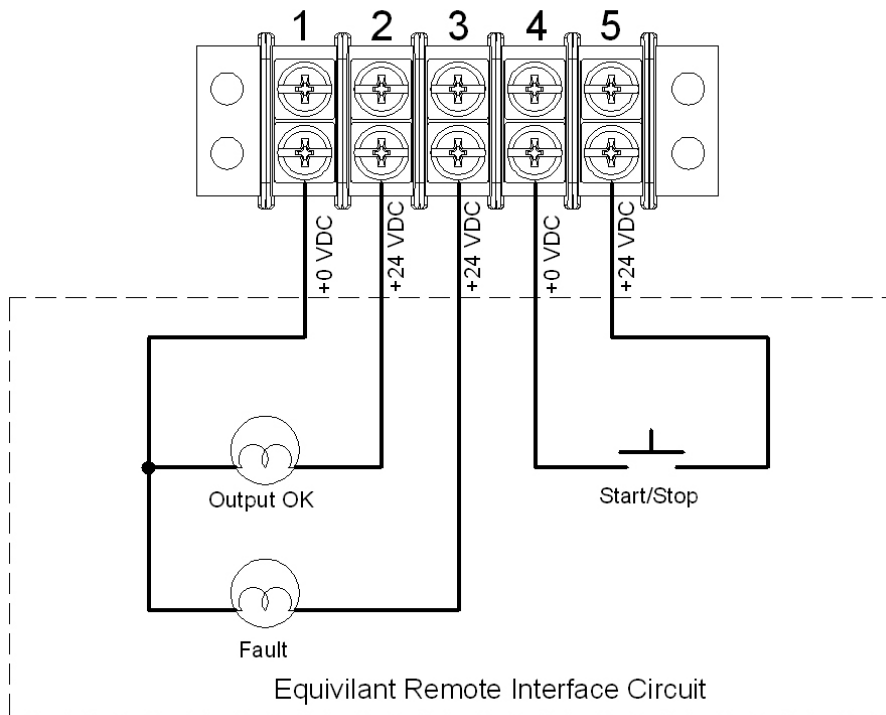 1 2 3 4 5
+0 VDC
+24 VDC
+24 VDC
+0 VDC
+24 VDC
Output OK
Start/Stop
Fault
Equivilant Remote Interface Circuit